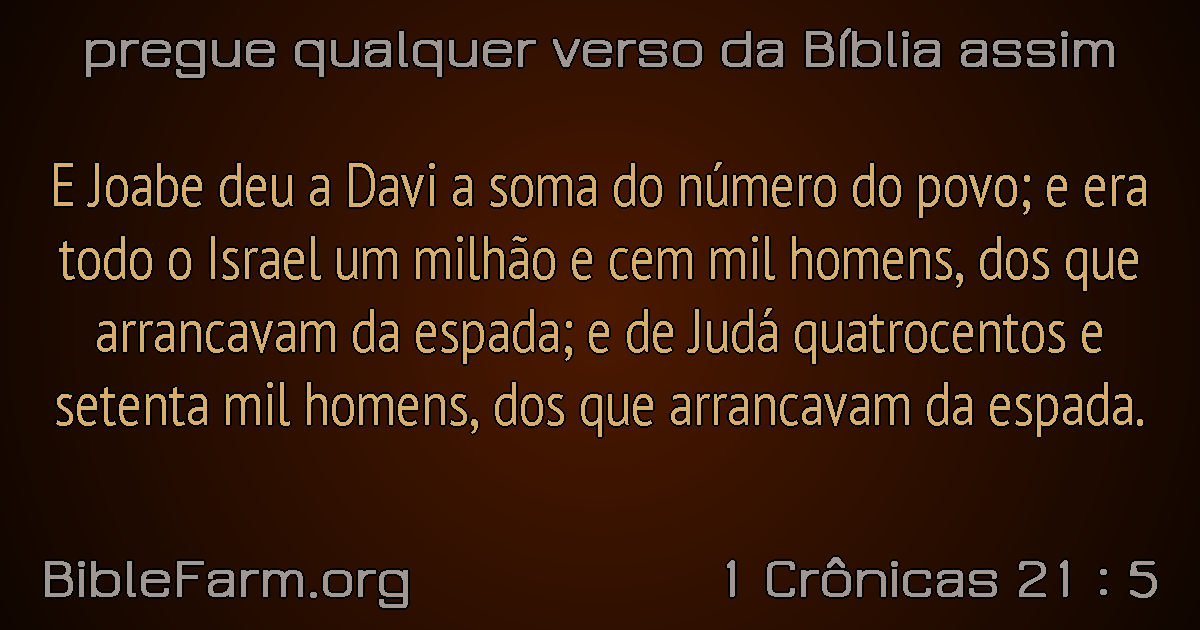 pregue qualquer verso da Bíblia assim
E Joabe deu a Davi a soma do número do povo; e era
todo o Israel um milhão e cem mil homens, dos que
arrancavam da espada; e de Judá quatrocentos e
setenta mil homens, dos que arrancavam da espada.
BibleFarm.org
1 Crônicas 21 : 5